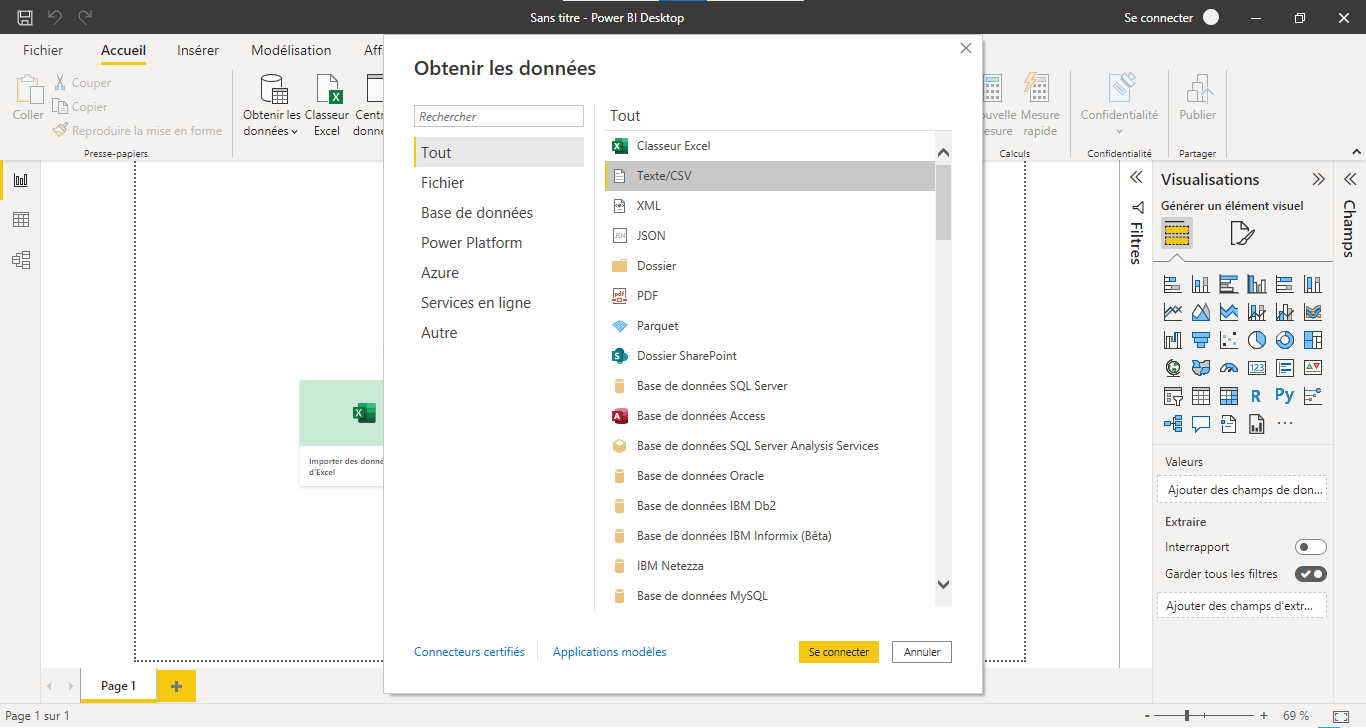 Sans titre - Power BI Desktop
Se connecter
Fichier
Accueil
Insérer
Modélisation
Coller
Couper
Copier
Reproduire la mise en forme
Presse-papiers
Obtenir les
données
Classeur
Excel
Mesure
rapide
Calculs
Confidentialité
Confidentialité
Publier
Partager
Obtenir les données
Rechercher
Tout
Fichier
Base de données
Power Platform
Azure
Services en ligne
Autre
Tout
Classeur Excel
Texte/CSV
XML
JSON
Dossier
PDF
Parquet
Dossier SharePoint
Base de données SQL Server
Base de données Access
Base de données SQL Server Analysis Services
Base de données Oracle
Base de données IBM Db2
Base de données IBM Informix (Bêta)
IBM Netezza
Base de données MySQL
Connecteurs certifiés
Applications modèles
Se connecter
Annuler
Importer des donné
d'Excel
Filtres
Visualisations
Générer un élément visuel
123
R
Py
Valeurs
Ajouter des champs de don...
Extraire
Interrapport
Garder tous les filtres
Ajouter des champs d'extr...
Champs
Page 1
Page 1 sur 1
69 %